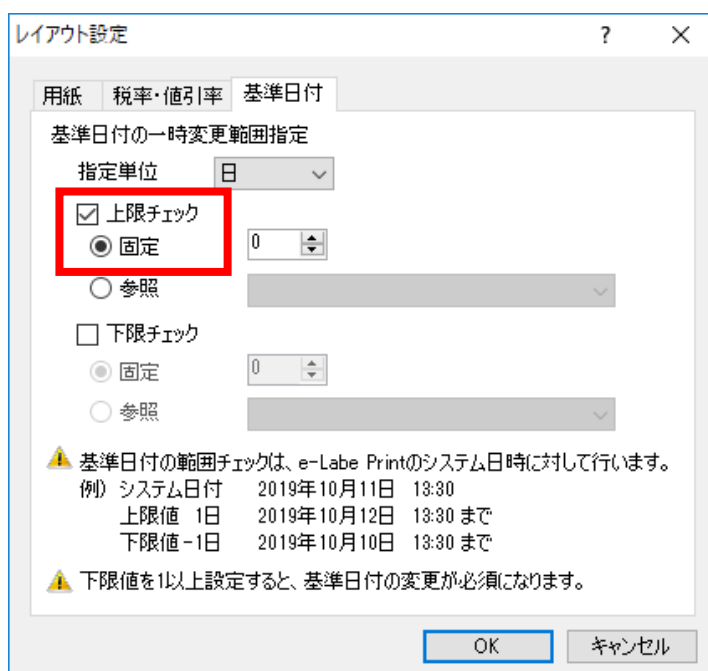 レイアウト設定 ?
用紙 税率・値引率 基準日付
基準日付の一時変更範囲指定
指定単位 日
上限チェック
固定 0
参照
下限チェック
固定 0
参照
基準日付の範囲チェックは、e-Labe Printのシステム日時に対して行います。
例） システム日付 2019年10月11日 13:30
上限値 1日 2019年10月12日 13:30 まで
下限値-1日 2019年10月10日 13:30 まで
下限値を1以上設定すると、基準日付の変更が必須になります。
OK キャンセル